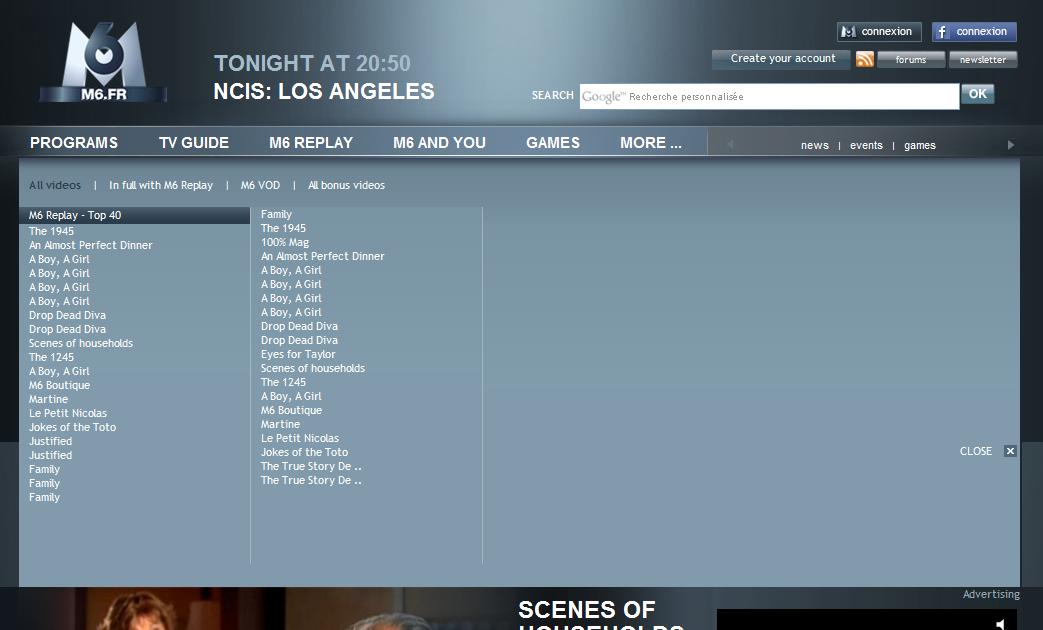 M6.FR
TONIGHT AT 20:50
NCIS: LOS ANGELES
connexion
connexion
Create your account
forums
newsletter
SEARCH
Google™ Recherche personnalisée
OK
PROGRAMS
TV GUIDE
M6 REPLAY
M6 AND YOU
GAMES
MORE ...
news | events | games
All videos | In full with M6 Replay | M6 VOD | All bonus videos
M6 Replay - Top 40
The 1945
An Almost Perfect Dinner
A Boy, A Girl
A Boy, A Girl
A Boy, A Girl
A Boy, A Girl
Drop Dead Diva
Drop Dead Diva
Scenes of households
The 1245
A Boy, A Girl
M6 Boutique
Martine
Le Petit Nicolas
Jokes of the Toto
Justified
Justified
Family
Family
Family
Family
The 1945
100% Mag
An Almost Perfect Dinner
A Boy, A Girl
A Boy, A Girl
A Boy, A Girl
A Boy, A Girl
Drop Dead Diva
Drop Dead Diva
Eyes for Taylor
Scenes of households
The 1245
A Boy, A Girl
M6 Boutique
Martine
Le Petit Nicolas
Jokes of the Toto
The True Story De ..
The True Story De ..
CLOSE
Advertising
SCENES OF
HOUSEHOLDS